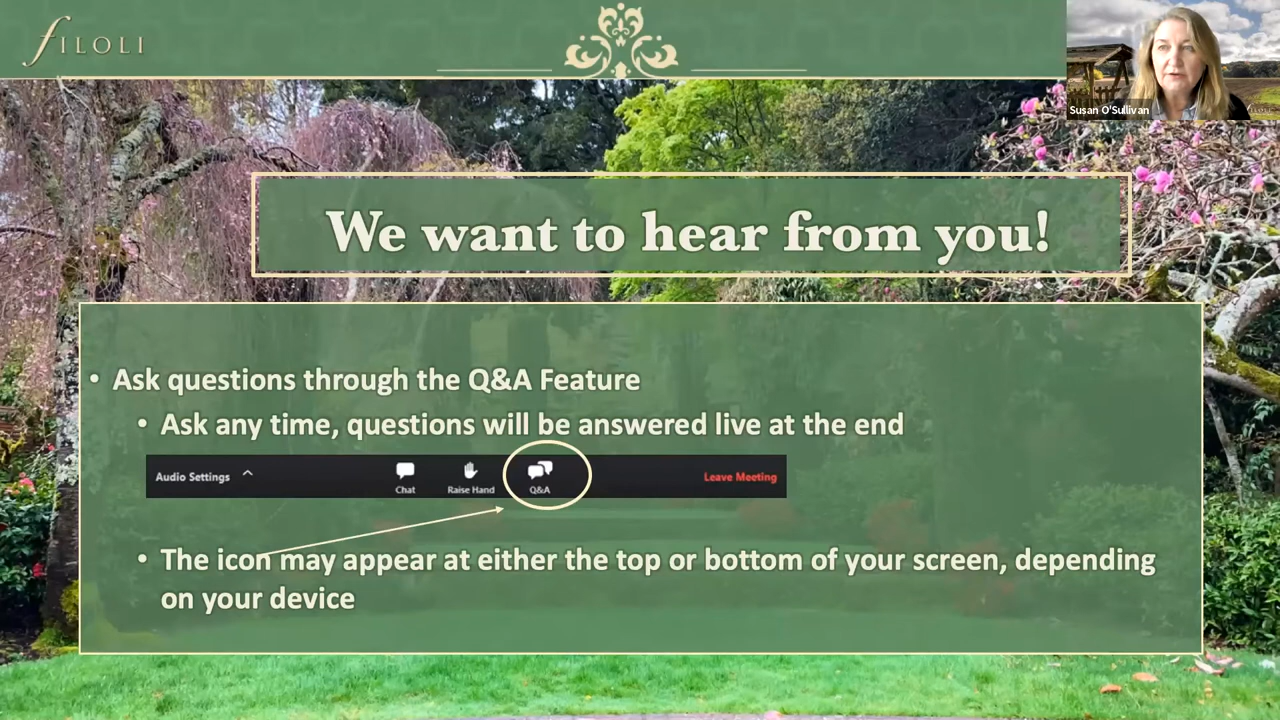 FILOLI
Susan O'Sullivan
We want to hear from you!
• Ask questions through the Q&A Feature
• Ask any time, questions will be answered live at the end
Audio Settings Chat Raise Hand Q&A Leave Meeting
• The icon may appear at either the top or bottom of your screen, depending
on your device